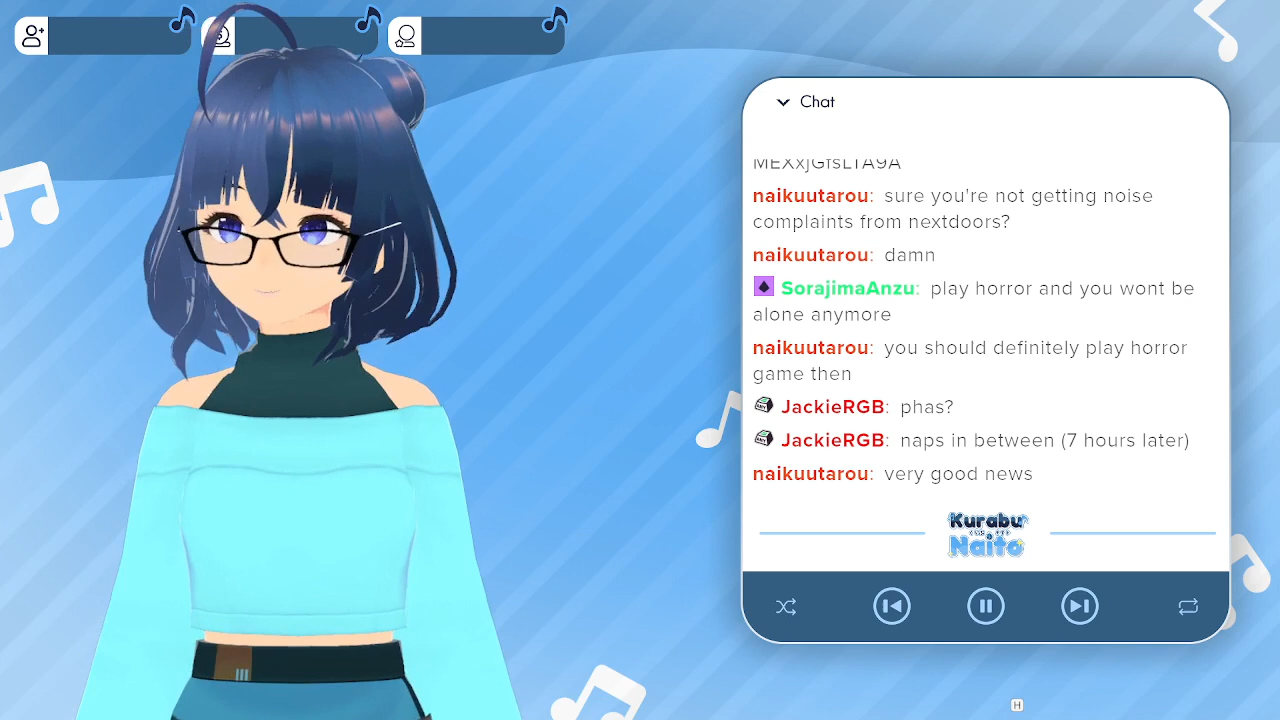 Chat
MEXxjGfsLTA9A
naikuutarou: sure you're not getting noise
complaints from nextdoors?
naikuutarou: damn
SorajimaAnzu: play horror and you wont be
alone anymore
naikuutarou: you should definitely play horror
game then
JackieRGB: phas?
JackieRGB: naps in between (7 hours later)
naikuutarou: very good news
Kurabu
Naito
H